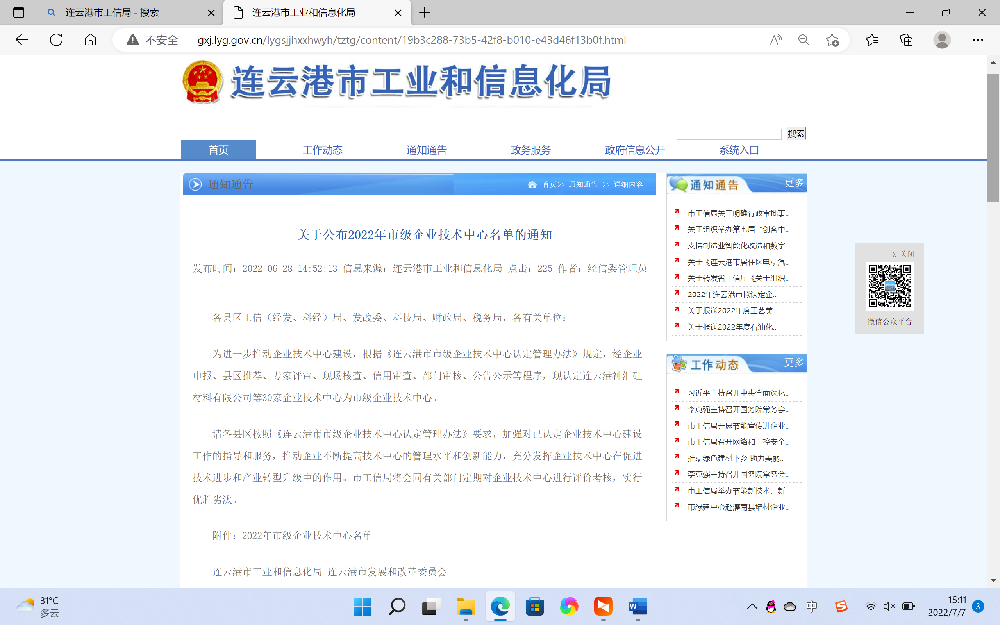 连云港市工信局 - 搜索
连云港市工业和信息化局
不安全
gxj.lyg.gov.cn/lygsjjhxxhwyh/tztg/content/19b3c288-73b5-42f8-b010-e43d46f13b0f.html
连云港市工业和信息化局
搜索
首页 工作动态 通知通告 政务服务 政府信息公开 系统入口
通知通告
首页>> 通知通告 >> 详细内容
关于公布2022年市级企业技术中心名单的通知
发布时间：2022-06-28 14:52:13 信息来源：连云港市工业和信息化局 点击：225 作者：经信委管理员
各县区工信（经发、科经）局、发改委、科技局、财政局、税务局，各有关单位：
为进一步推动企业技术中心建设，根据《连云港市市级企业技术中心认定管理办法》规定，经企业
申报、县区推荐、专家评审、现场核查、信用审查、部门审核、公告公示等程序，现认定连云港神汇硅
材料有限公司等30家企业技术中心为市级企业技术中心。
请各县区按照《连云港市市级企业技术中心认定管理办法》要求，加强对已认定企业技术中心建设
工作的指导和服务，推动企业不断提高技术中心的管理水平和创新能力，充分发挥企业技术中心在促进
技术进步和产业转型升级中的作用。市工信局将会同有关部门定期对企业技术中心进行评价考核，实行
优胜劣汰。
附件：2022年市级企业技术中心名单
连云港市工业和信息化局 连云港市发展和改革委员会
通知通告
更多
市工信局关于明确行政审批事..
关于组织举办第七届“创客中..
支持制造业智能化改造和数字..
关于《连云港市居住区电动汽..
关于转发省工信厅《关于组织..
2022年连云港市拟认定企..
关于报送2022年度工艺美..
关于报送2022年度石油化..
工作动态
更多
习近平主持召开中央全面深化..
李克强主持召开国务院常务会..
市工信局开展节能宣传进企业..
市工信局召开网络和工控安全..
推动绿色建材下乡 助力美丽..
李克强主持召开国务院常务会..
市工信局举办节能新技术、新..
市绿建中心赴灌南县墙材企业..
X 关闭
微信公众平台
31°C
多云
W
中
S
15:11
2022/7/7
3